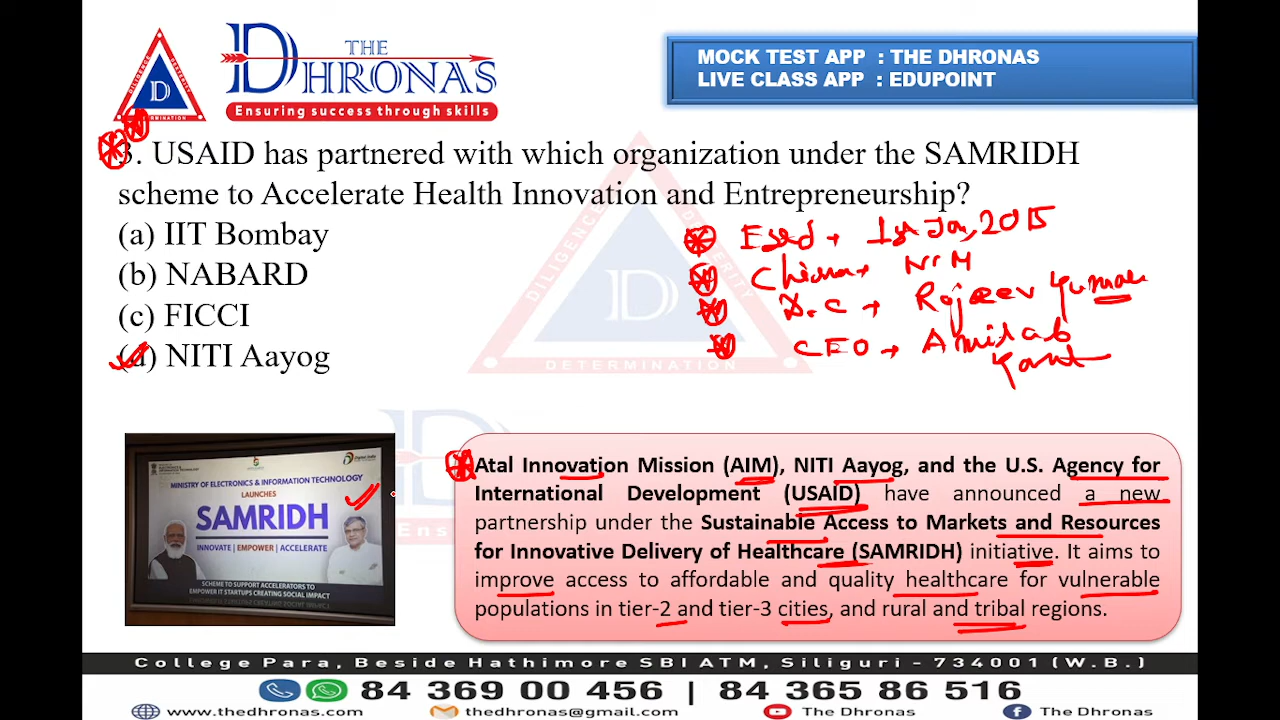 THE
DHRONAS
Ensuring success through skills
D
DILIGENCE
DIVERSITY
DETERMINATION
MOCK TEST APP : THE DHRONAS
LIVE CLASS APP : EDUPOINT
3. USAID has partnered with which organization under the SAMRIDH
scheme to Accelerate Health Innovation and Entrepreneurship?
(a) IIT Bombay
(b) NABARD
(c) FICCI
(d) NITI Aayog
Estd → 1st Jan, 2015
→ NM
D.C → Rajeev Kumar
CEO → Amitab
Kant
MINISTRY OF ELECTRONICS & INFORMATION TECHNOLOGY
LAUNCHES
SAMRIDH
INNOVATE | EMPOWER | ACCELERATE
SCHEME TO SUPPORT ACCELERATORS TO
EMPOWER IT STARTUPS CREATING SOCIAL IMPACT
Atal Innovation Mission (AIM), NITI Aayog, and the U.S. Agency for
International Development (USAID) have announced a new
partnership under the Sustainable Access to Markets and Resources
for Innovative Delivery of Healthcare (SAMRIDH) initiative. It aims to
improve access to affordable and quality healthcare for vulnerable
populations in tier-2 and tier-3 cities, and rural and tribal regions.
College Para, Beside Hathimore SBI ATM, Siliguri - 734001 (W.B.)
84 369 00 456 | 84 365 86 516
www.thedhronas.com thedhronas@gmail.com The Dhronas The Dhronas